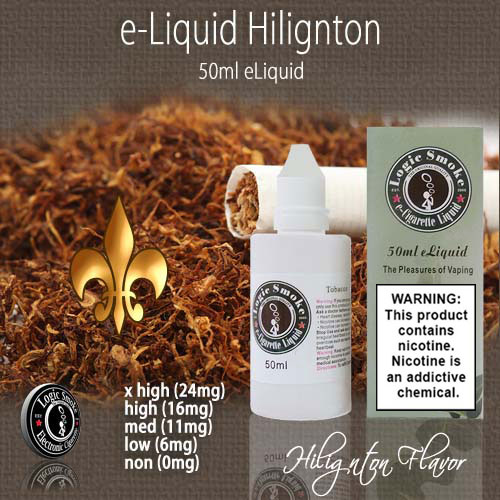 e-Liquid Hilignton
50ml eLiquid
Logic Smoke
e-Cigarette Liquid
50ml eLiquid
The Pleasures of Vaping
WARNING:
This product
contains
nicotine.
Nicotine is
an addictive
chemical.
Tobacco
Logic Smoke
e-Cigarette Liquid
50ml
x high (24mg)
high (16mg)
med (11mg)
low (6mg)
non (0mg)
Logic Smoke
Electronic Cigarettes
Hilignton Flavor